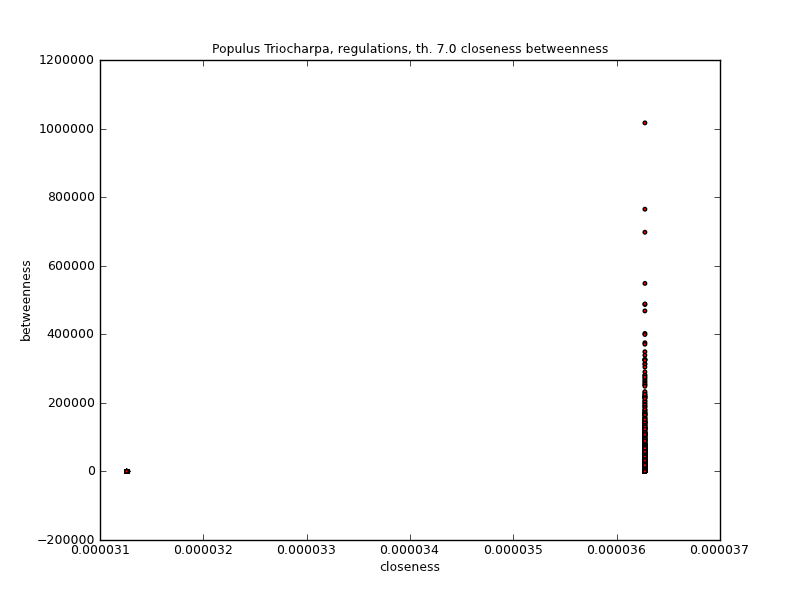 Populus Triocharpa, regulations, th. 7.0 closeness betweenness
1200000
1000000
800000
600000
400000
200000
0
−200000
betweenness
0.000031 0.000032 0.000033 0.000034 0.000035 0.000036 0.000037
closeness